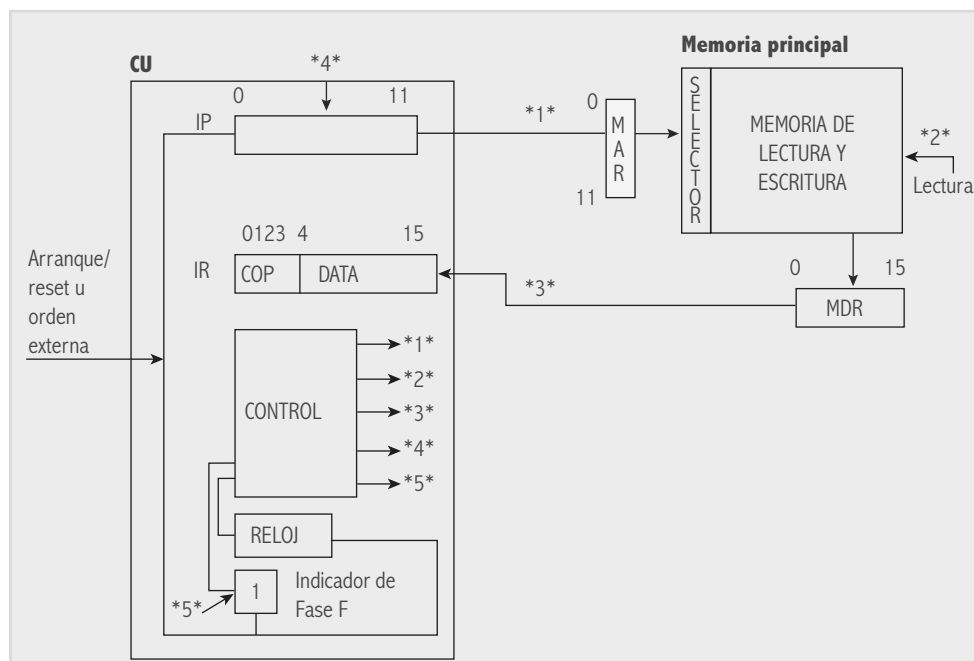 Memoria principal
CU
*4*
0 11
IP
*1*
0
MAR
11
SELECTOR
MEMORIA DE
LECTURA Y
ESCRITURA
*2*
Lectura
0123 4 15
IR
COP
DATA
*3*
0 15
MDR
Arranque/
reset u
orden
externa
CONTROL
*1*
*2*
*3*
*4*
*5*
RELOJ
1
Indicador de
Fase F
*5*